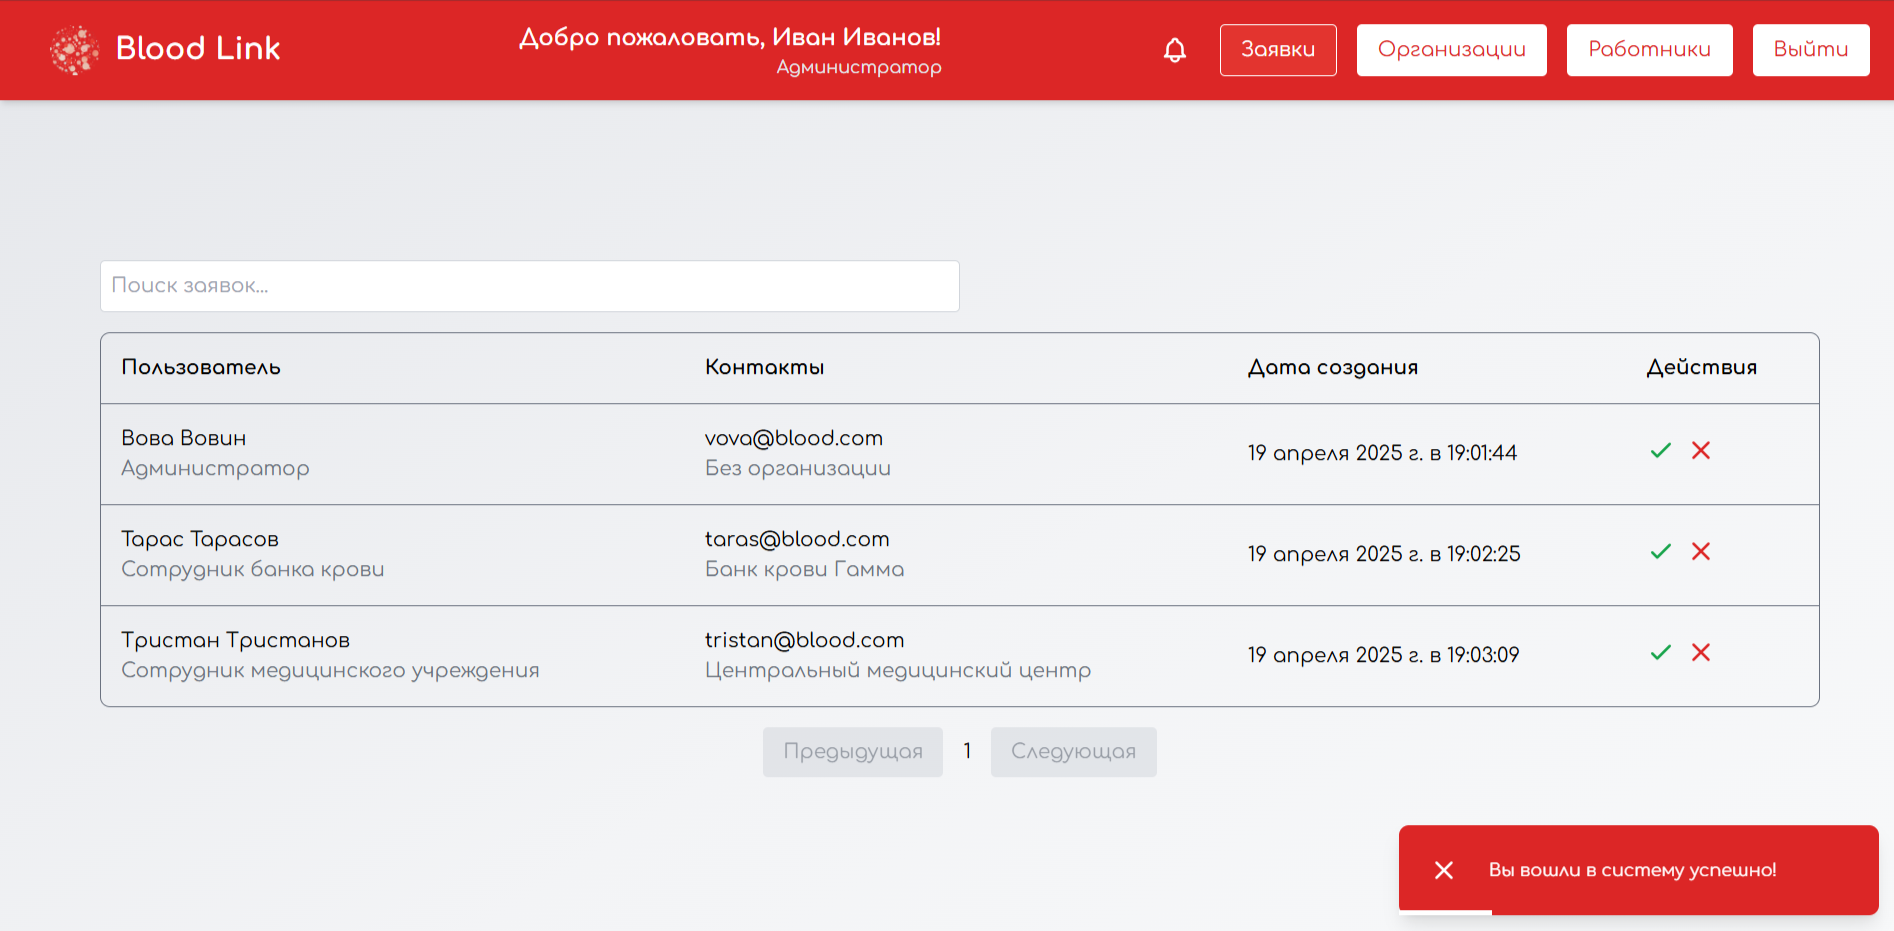 Blood Link
Добро пожаловать, Иван Иванов!
Администратор
Заявки
Организации
Работники
Выйти
Поиск заявок...
Пользователь
Контакты
Дата создания
Действия
Вова Вовин
Администратор
vova@blood.com
Без организации
19 апреля 2025 г. в 19:01:44
Тарас Тарасов
Сотрудник банка крови
taras@blood.com
Банк крови Гамма
19 апреля 2025 г. в 19:02:25
Тристан Тристанов
Сотрудник медицинского учреждения
tristan@blood.com
Центральный медицинский центр
19 апреля 2025 г. в 19:03:09
Предыдущая
1
Следующая
Вы вошли в систему успешно!